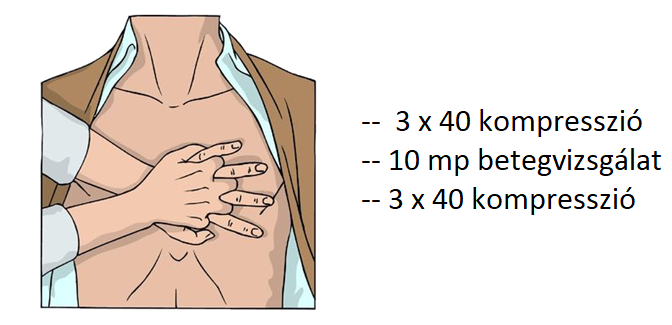 -- 3 x 40 kompresszió
-- 10 mp betegvizsgálat
-- 3 x 40 kompresszió